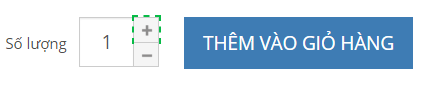 Số lượng 1 + − THÊM VÀO GIỎ HÀNG